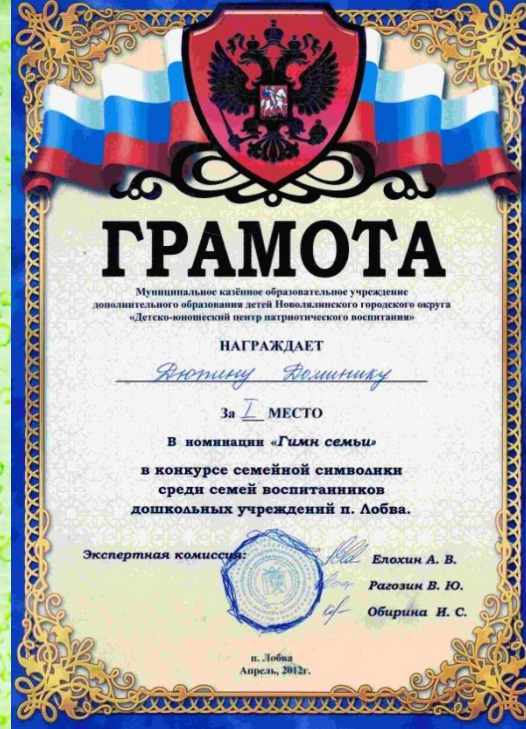 ГРАМОТА
Муниципальное казённое образовательное учреждение
дополнительного образования детей Новолялинского городского округа
«Детско-юношеский центр патриотического воспитания»
НАГРАЖДАЕТ
Дюпину Доминику
За I МЕСТО
В номинации «Гимн семьи»
в конкурсе семейной символики
среди семей воспитанников
дошкольных учреждений п. Лобва.
Экспертная комиссия:
Елохин А. В.
Рагозин В. Ю.
Обирина И. С.
п. Лобва
Апрель, 2012г.